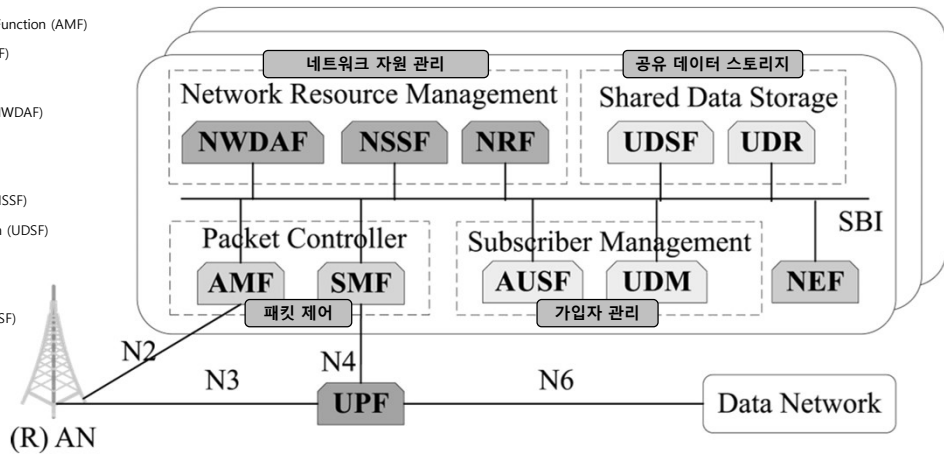 Function (AMF)
F)
NWDAF)
NSSF)
n (UDSF)
SF)
네트워크 자원 관리
Network Resource Management
NWDAF NSSF NRF
공유 데이터 스토리지
Shared Data Storage
UDSF UDR
SBI
Packet Controller
AMF SMF
패킷 제어
Subscriber Management
AUSF UDM
가입자 관리
NEF
N2
N3
N4
N6
UPF
Data Network
(R) AN